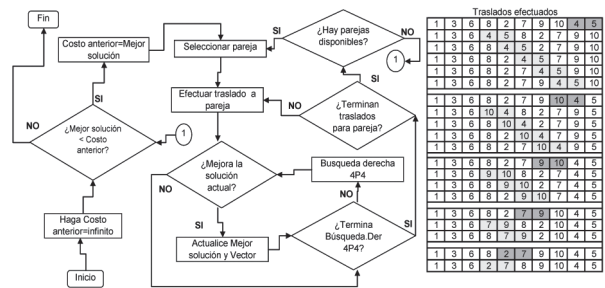 Fin
Costo anterior=Mejor
solución
SI
NO
¿Mejor solución
< Costo
anterior?
1
Haga Costo
anterior=infinito
Inicio
Seleccionar pareja
SI
¿Hay parejas
disponibles?
NO
1
SI
Efectuar traslado a
pareja
NO
¿Terminan
traslados
para pareja?
¿Mejora la
solución
actual?
NO
SI
Busqueda derecha
4P4
NO
Actualice Mejor
solución y Vector
¿Termina
Búsqueda.Der
4P4?
SI
Traslados efectuados
1 3 6 8 2 7 9 10 4 5
1 3 6 4 5 8 2 7 9 10
1 3 6 8 4 5 2 7 9 10
1 3 6 8 2 4 5 7 9 10
1 3 6 8 2 7 4 5 9 10
1 3 6 8 2 7 9 4 5 10
1 3 6 8 2 7 9 10 4 5
1 3 6 10 4 8 2 7 9 5
1 3 6 8 10 4 2 7 9 5
1 3 6 8 2 10 4 7 9 5
1 3 6 8 2 7 10 4 9 5
1 3 6 8 2 7 9 10 4 5
1 3 6 9 10 8 2 7 4 5
1 3 6 8 9 10 2 7 4 5
1 3 6 8 2 9 10 7 4 5
1 3 6 8 2 7 9 10 4 5
1 3 6 7 9 8 2 10 4 5
1 3 6 8 7 9 2 10 4 5
1 3 6 8 2 7 9 10 4 5
1 3 6 2 7 8 9 10 4 5